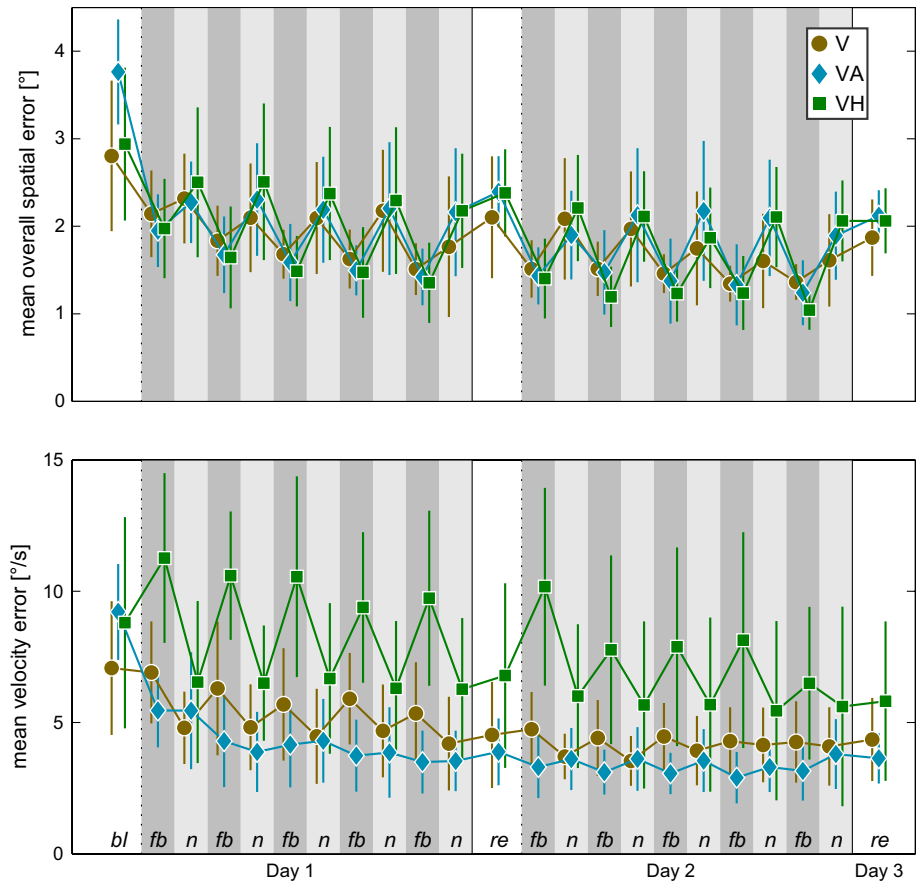 mean overall spatial error [°]
4
3
2
1
0
V
VA
VH
mean velocity error [°/s]
15
10
5
0
bl fb n fb n fb n fb n fb n re fb n fb n fb n fb n fb n re
Day 1 Day 2 Day 3